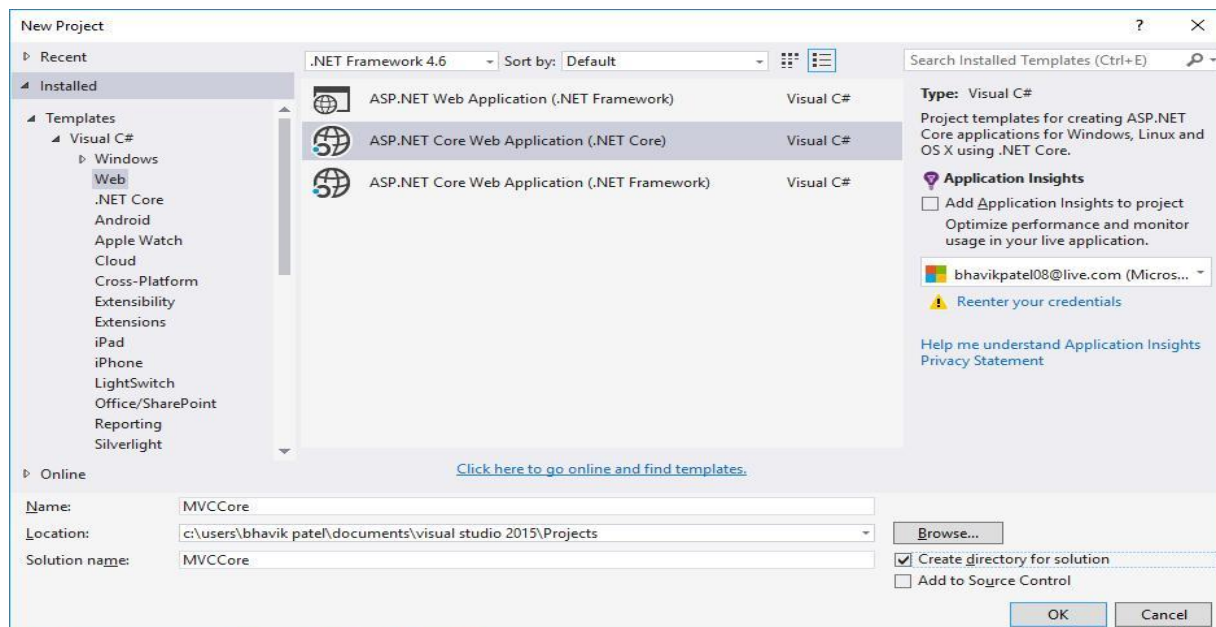 New Project
?
Recent
Installed
Templates
Visual C#
Windows
Web
.NET Core
Android
Apple Watch
Cloud
Cross-Platform
Extensibility
Extensions
iPad
iPhone
LightSwitch
Office/SharePoint
Reporting
Silverlight
Online
.NET Framework 4.6
Sort by: Default
ASP.NET Web Application (.NET Framework) Visual C#
ASP.NET Core Web Application (.NET Core) Visual C#
ASP.NET Core Web Application (.NET Framework) Visual C#
Click here to go online and find templates.
Search Installed Templates (Ctrl+E)
Type: Visual C#
Project templates for creating ASP.NET
Core applications for Windows, Linux and
OS X using .NET Core.
Application Insights
Add Application Insights to project
Optimize performance and monitor
usage in your live application.
bhavikpatel08@live.com (Micros...
Reenter your credentials
Help me understand Application Insights
Privacy Statement
Name: MVCCore
Location: c:\users\bhavik patel\documents\visual studio 2015\Projects
Browse...
Solution name: MVCCore
Create directory for solution
Add to Source Control
OK Cancel